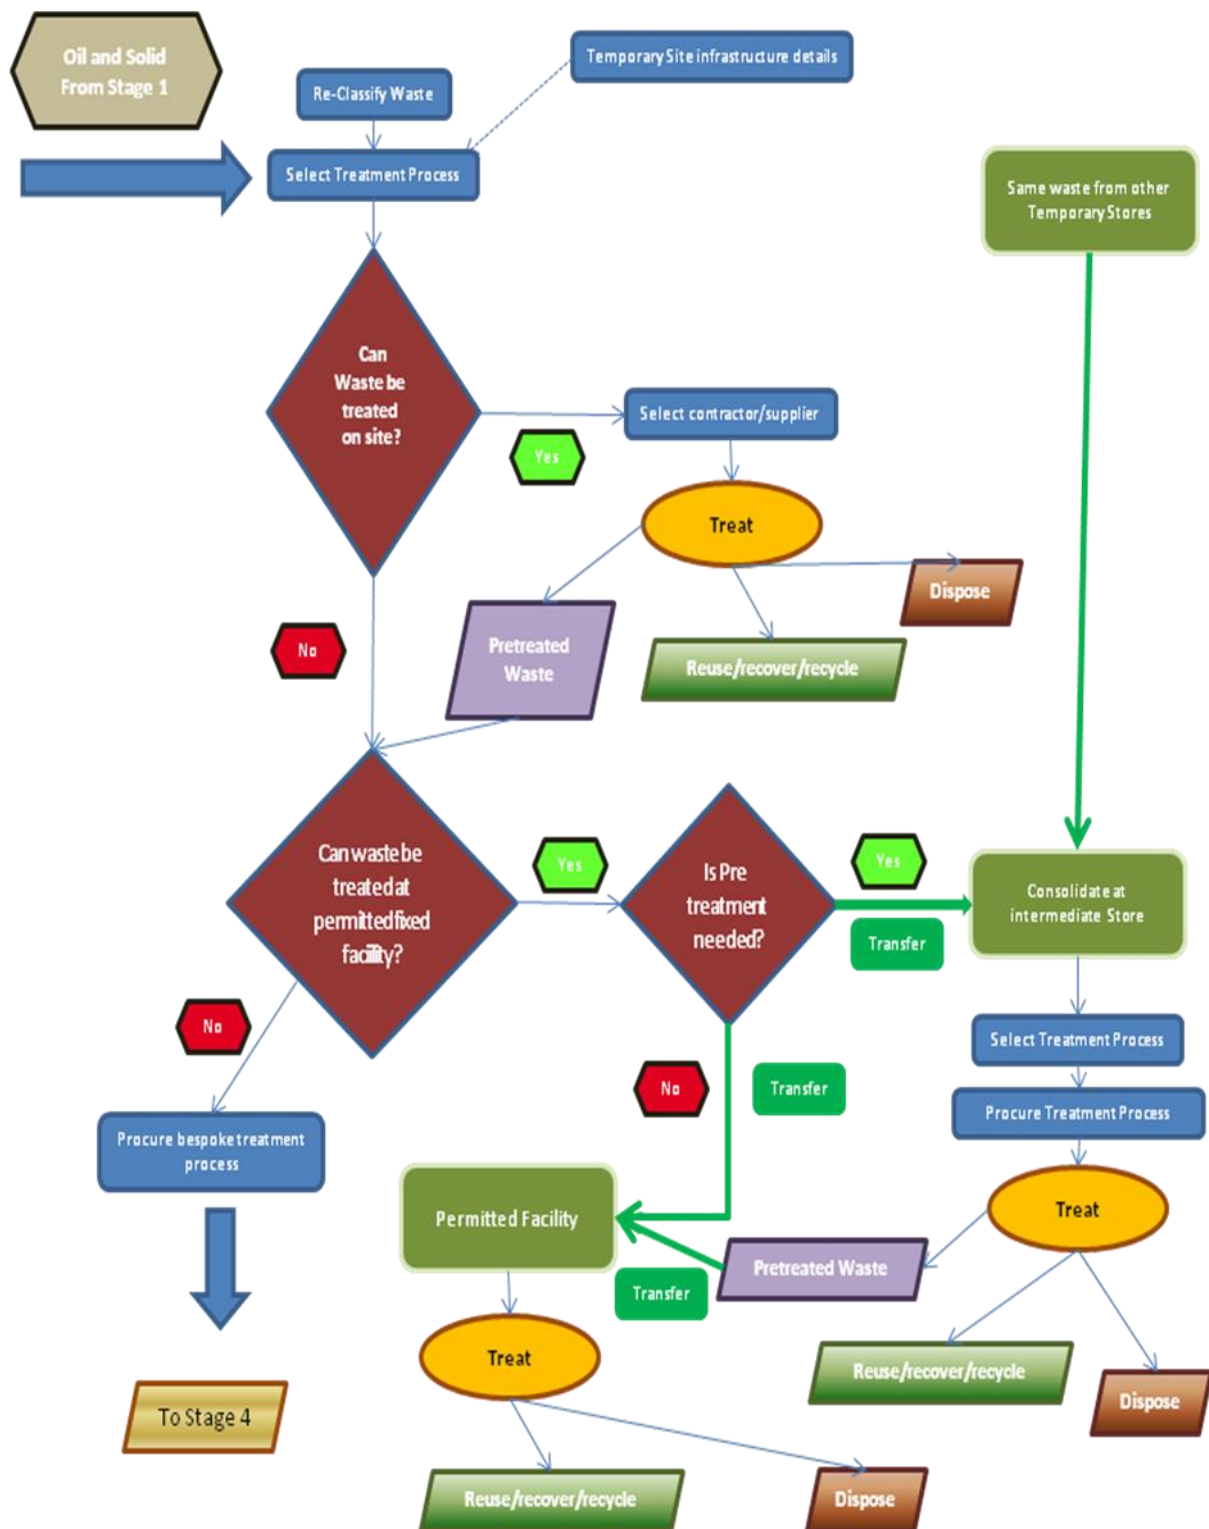 Oil and Solid
From Stage 1
Temporary Site infrastructure details
Re-Classify Waste
Select Treatment Process
Same waste from other
Temporary Stores
Can
Waste be
treated
on site?
Select contractor/supplier
Yes
Treat
Dispose
No
Pretreated
Waste
Reuse/recover/recycle
Can waste be
treated at
permitted fixed
facility?
Yes
Is Pre
treatment
needed?
Yes
Transfer
Consolidate at
intermediate Store
No
Select Treatment Process
No
Transfer
Procure Treatment Process
Procure bespoke treatment
process
Permitted Facility
Treat
Pretreated Waste
Transfer
Treat
Reuse/recover/recycle
Dispose
To Stage 4
Reuse/recover/recycle
Dispose